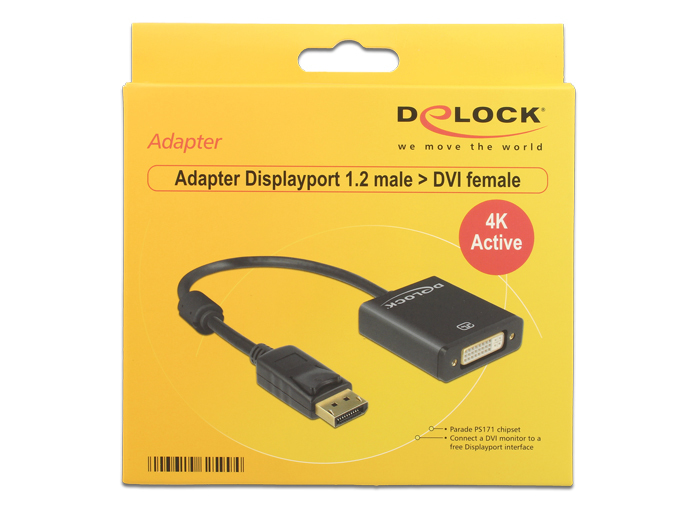 DELOCK®
we move the world
Adapter
Adapter Displayport 1.2 male > DVI female
4K
Active
DELOCK
• Parade PS171 chipset
• Connect a DVI monitor to a
free Displayport interface